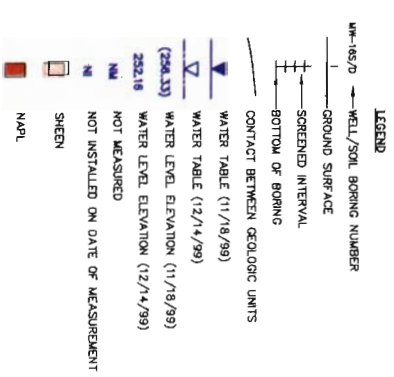 LEGEND
MW-16S/D WELL/SOIL BORING NUMBER
GROUND SURFACE
SCREENED INTERVAL
BOTTOM OF BORING
CONTACT BETWEEN GEOLOGIC UNITS
WATER TABLE (11/18/99)
WATER TABLE (12/14/99)
(256.33) WATER LEVEL ELEVATION (11/18/99)
252.16 WATER LEVEL ELEVATION (12/14/99)
NM NOT MEASURED
NI NOT INSTALLED ON DATE OF MEASUREMENT
SHEEN
NAPL